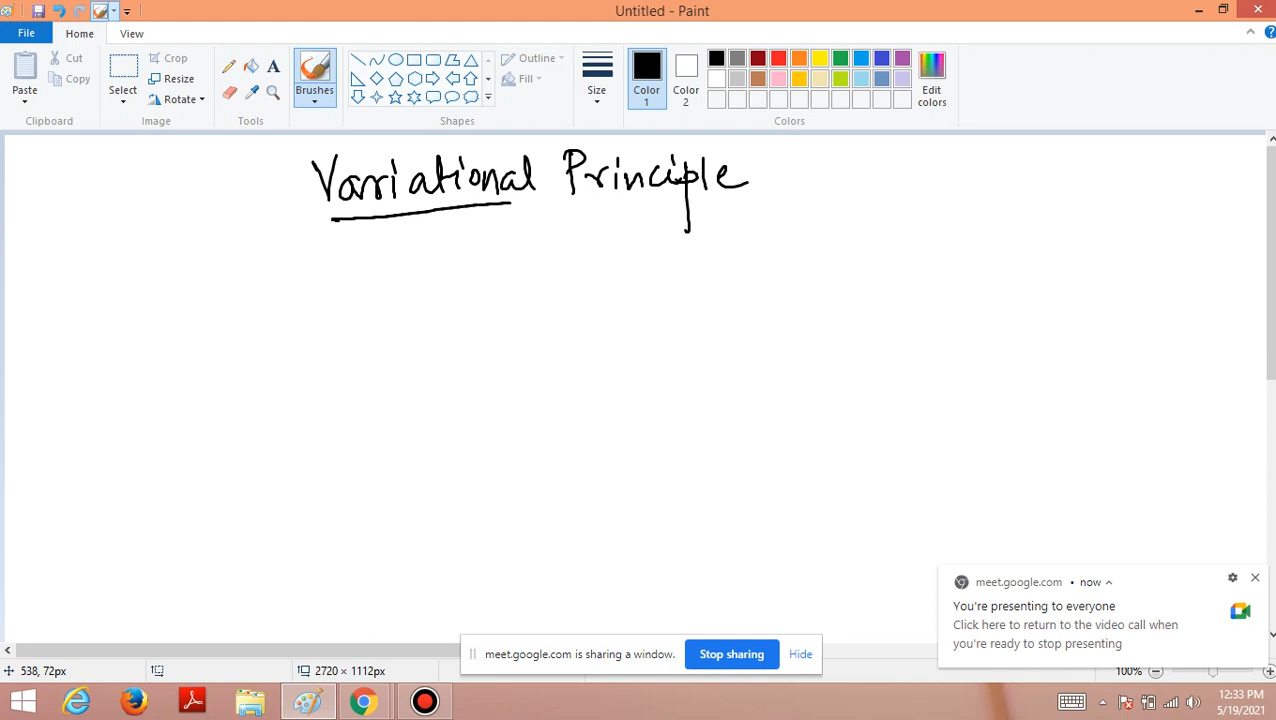 Untitled - Paint
File Home View
Paste
Cut
Copy
Clipboard
Select
Crop
Resize
Rotate
Image
Tools
Brushes
Outline
Fill
Shapes
Size
Color 1
Color 2
Edit colors
Colors
Variational Principle
meet.google.com • now
You're presenting to everyone
Click here to return to the video call when
you're ready to stop presenting
meet.google.com is sharing a window. Stop sharing Hide
538, 72px 2720 × 1112px 100%
12:33 PM
5/19/2021